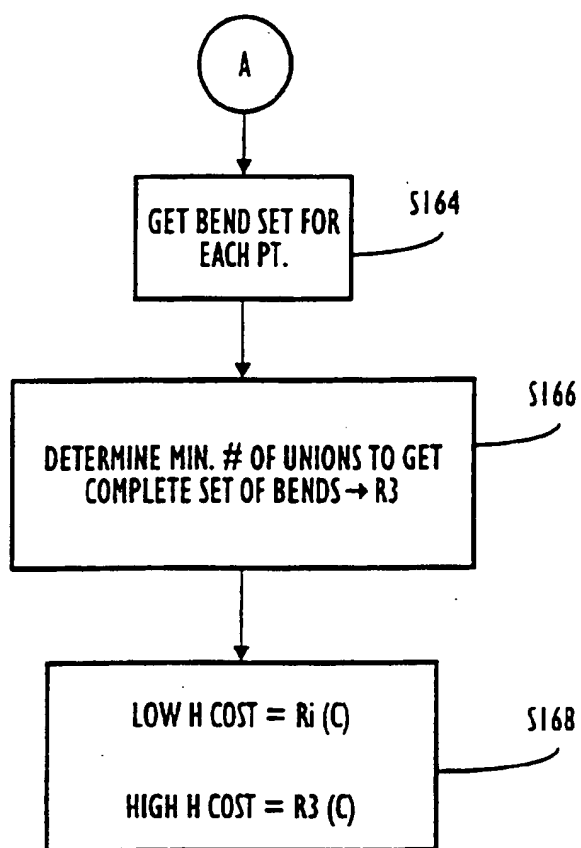 A
GET BEND SET FOR
EACH PT.
S164
DETERMINE MIN. # OF UNIONS TO GET
COMPLETE SET OF BENDS → R3
S166
LOW H COST = Ri (C)
HIGH H COST = R3 (C)
S168